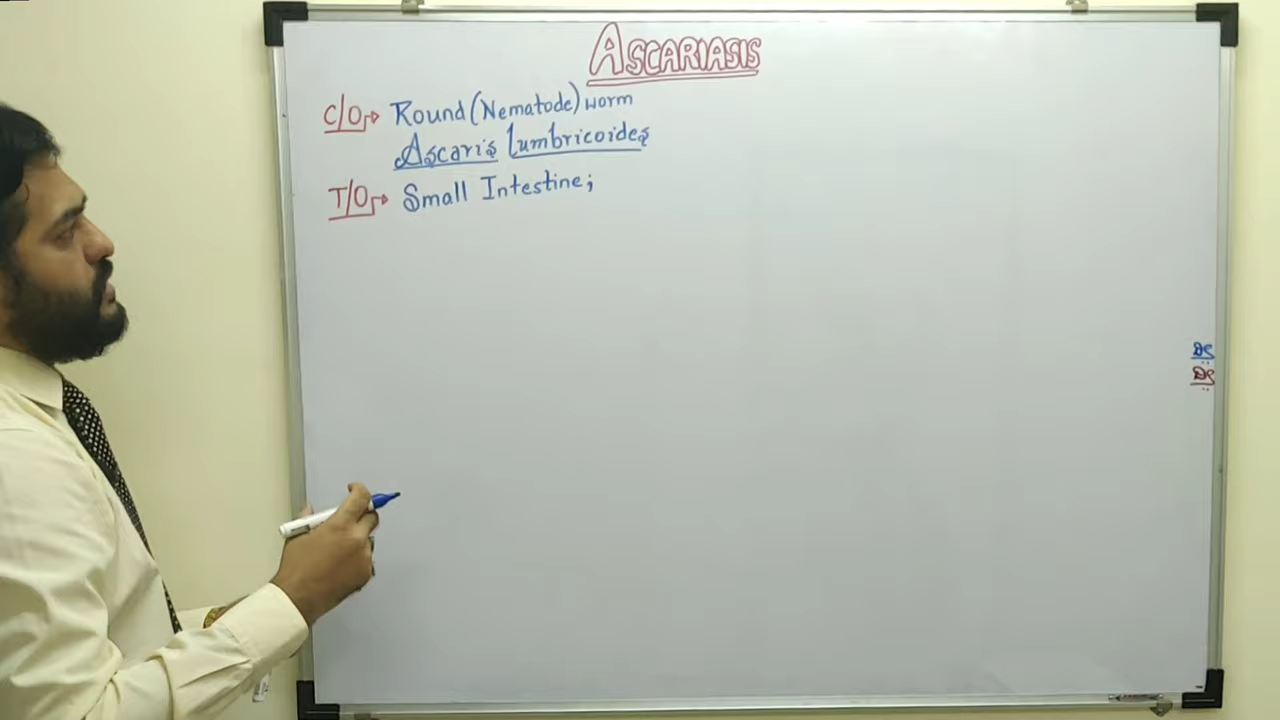 ASCARIASIS
C/O→ Round (Nematode) worm
Ascaris Lumbricoides
T/O→ Small Intestine;